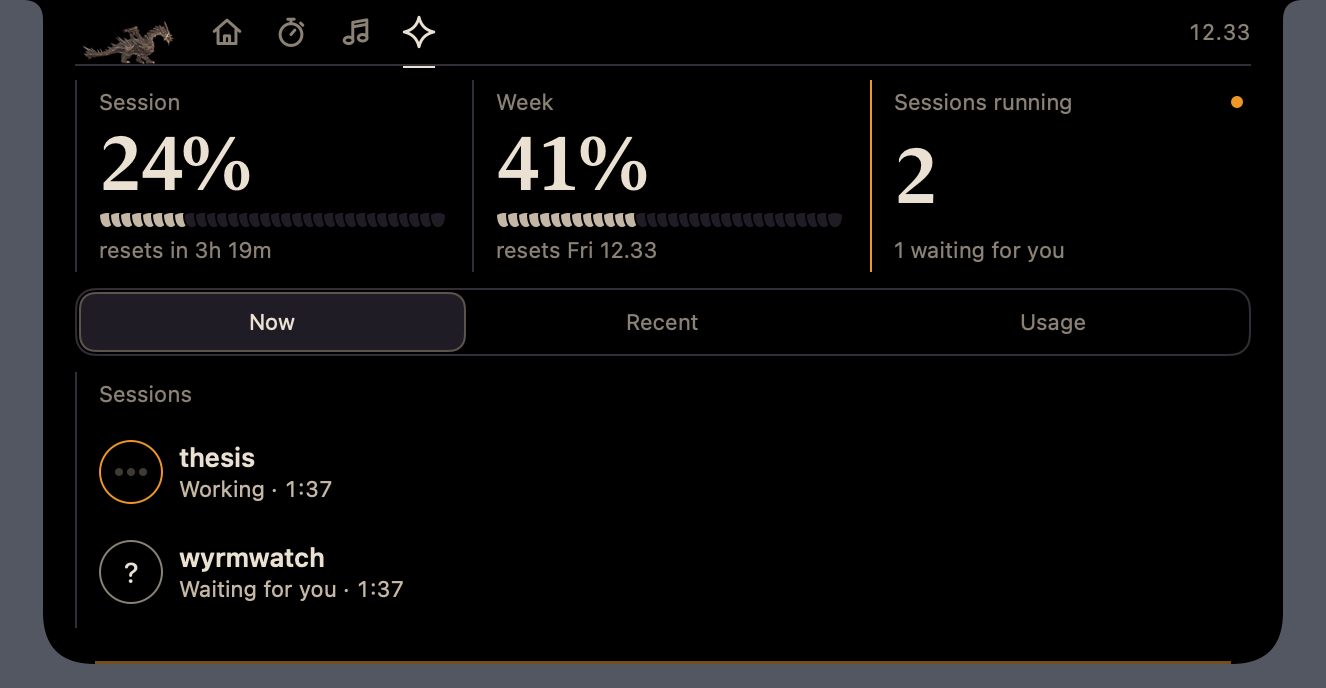 12.33
Session
24%
resets in 3h 19m
Week
41%
resets Fri 12.33
Sessions running
2
1 waiting for you
Now
Recent
Usage
Sessions
thesis
Working · 1:37
?
wyrmwatch
Waiting for you · 1:37